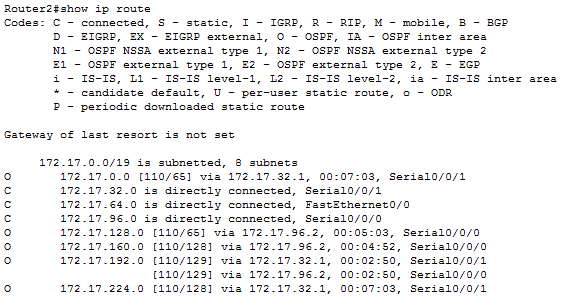 Router2#show ip route
Codes: C - connected, S - static, I - IGRP, R - RIP, M - mobile, B - BGP
       D - EIGRP, EX - EIGRP external, O - OSPF, IA - OSPF inter area
       N1 - OSPF NSSA external type 1, N2 - OSPF NSSA external type 2
       E1 - OSPF external type 1, E2 - OSPF external type 2, E - EGP
       i - IS-IS, L1 - IS-IS level-1, L2 - IS-IS level-2, ia - IS-IS inter area
       * - candidate default, U - per-user static route, o - ODR
       P - periodic downloaded static route
Gateway of last resort is not set
     172.17.0.0/19 is subnetted, 8 subnets
O       172.17.0.0 [110/65] via 172.17.32.1, 00:07:03, Serial0/0/1
C       172.17.32.0 is directly connected, Serial0/0/1
C       172.17.64.0 is directly connected, FastEthernet0/0
C       172.17.96.0 is directly connected, Serial0/0/0
O       172.17.128.0 [110/65] via 172.17.96.2, 00:05:03, Serial0/0/0
O       172.17.160.0 [110/128] via 172.17.96.2, 00:04:52, Serial0/0/0
O       172.17.192.0 [110/129] via 172.17.32.1, 00:02:50, Serial0/0/1
                     [110/129] via 172.17.96.2, 00:02:50, Serial0/0/0
O       172.17.224.0 [110/128] via 172.17.32.1, 00:07:03, Serial0/0/1